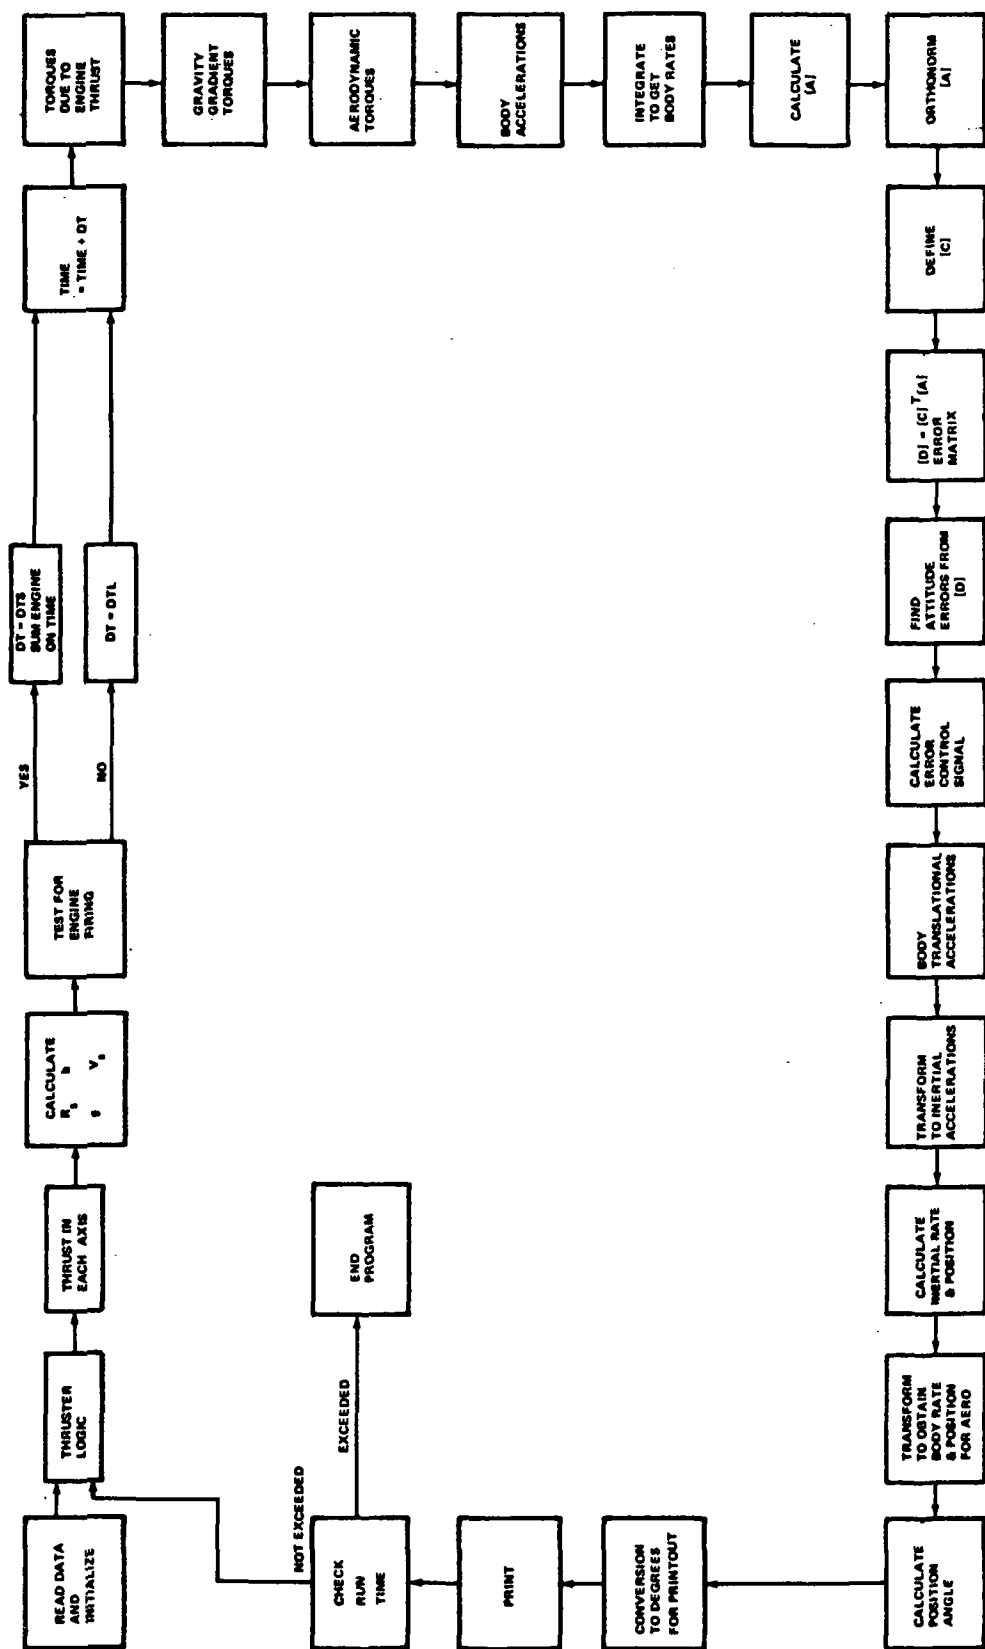 READ DATA
AND
INITIALIZE
THRUSTER
LOGIC
THRUST IN
EACH AXIS
CALCULATE
R_s h
g V_s
TEST FOR
ENGINE
FIRING
YES
NO
DT = DTS
SUM ENGINE
ON TIME
DT = DTL
TIME
= TIME + DT
TORQUES
DUE TO
ENGINE
THRUST
GRAVITY
GRADIENT
TORQUES
AERODYNAMIC
TORQUES
BODY
ACCELERATIONS
INTEGRATE
TO GET
BODY RATES
CALCULATE
[A]
ORTHONORM
[A]
DEFINE
[C]
[D] = [C]^T [A]
ERROR
MATRIX
FIND
ATTITUDE
ERRORS FROM
[D]
CALCULATE
ERROR
CONTROL
SIGNAL
BODY
TRANSLATIONAL
ACCELERATIONS
TRANSFORM
TO INERTIAL
ACCELERATIONS
CALCULATE
INERTIAL RATE
& POSITION
TRANSFORM
TO OBTAIN
BODY RATE
& POSITION
FOR AERO
CALCULATE
POSITION
ANGLE
CONVERSION
TO DEGREES
FOR PRINTOUT
PRINT
CHECK
RUN
TIME
NOT EXCEEDED
EXCEEDED
END
PROGRAM